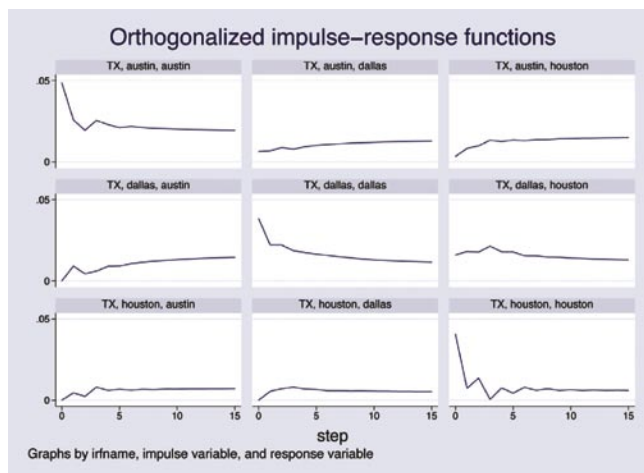 Orthogonalized impulse−response functions
TX, austin, austin
TX, austin, dallas
TX, austin, houston
.05
0
TX, dallas, austin
TX, dallas, dallas
TX, dallas, houston
.05
0
TX, houston, austin
TX, houston, dallas
TX, houston, houston
.05
0
0 5 10 15 0 5 10 15 0 5 10 15
step
Graphs by irfname, impulse variable, and response variable